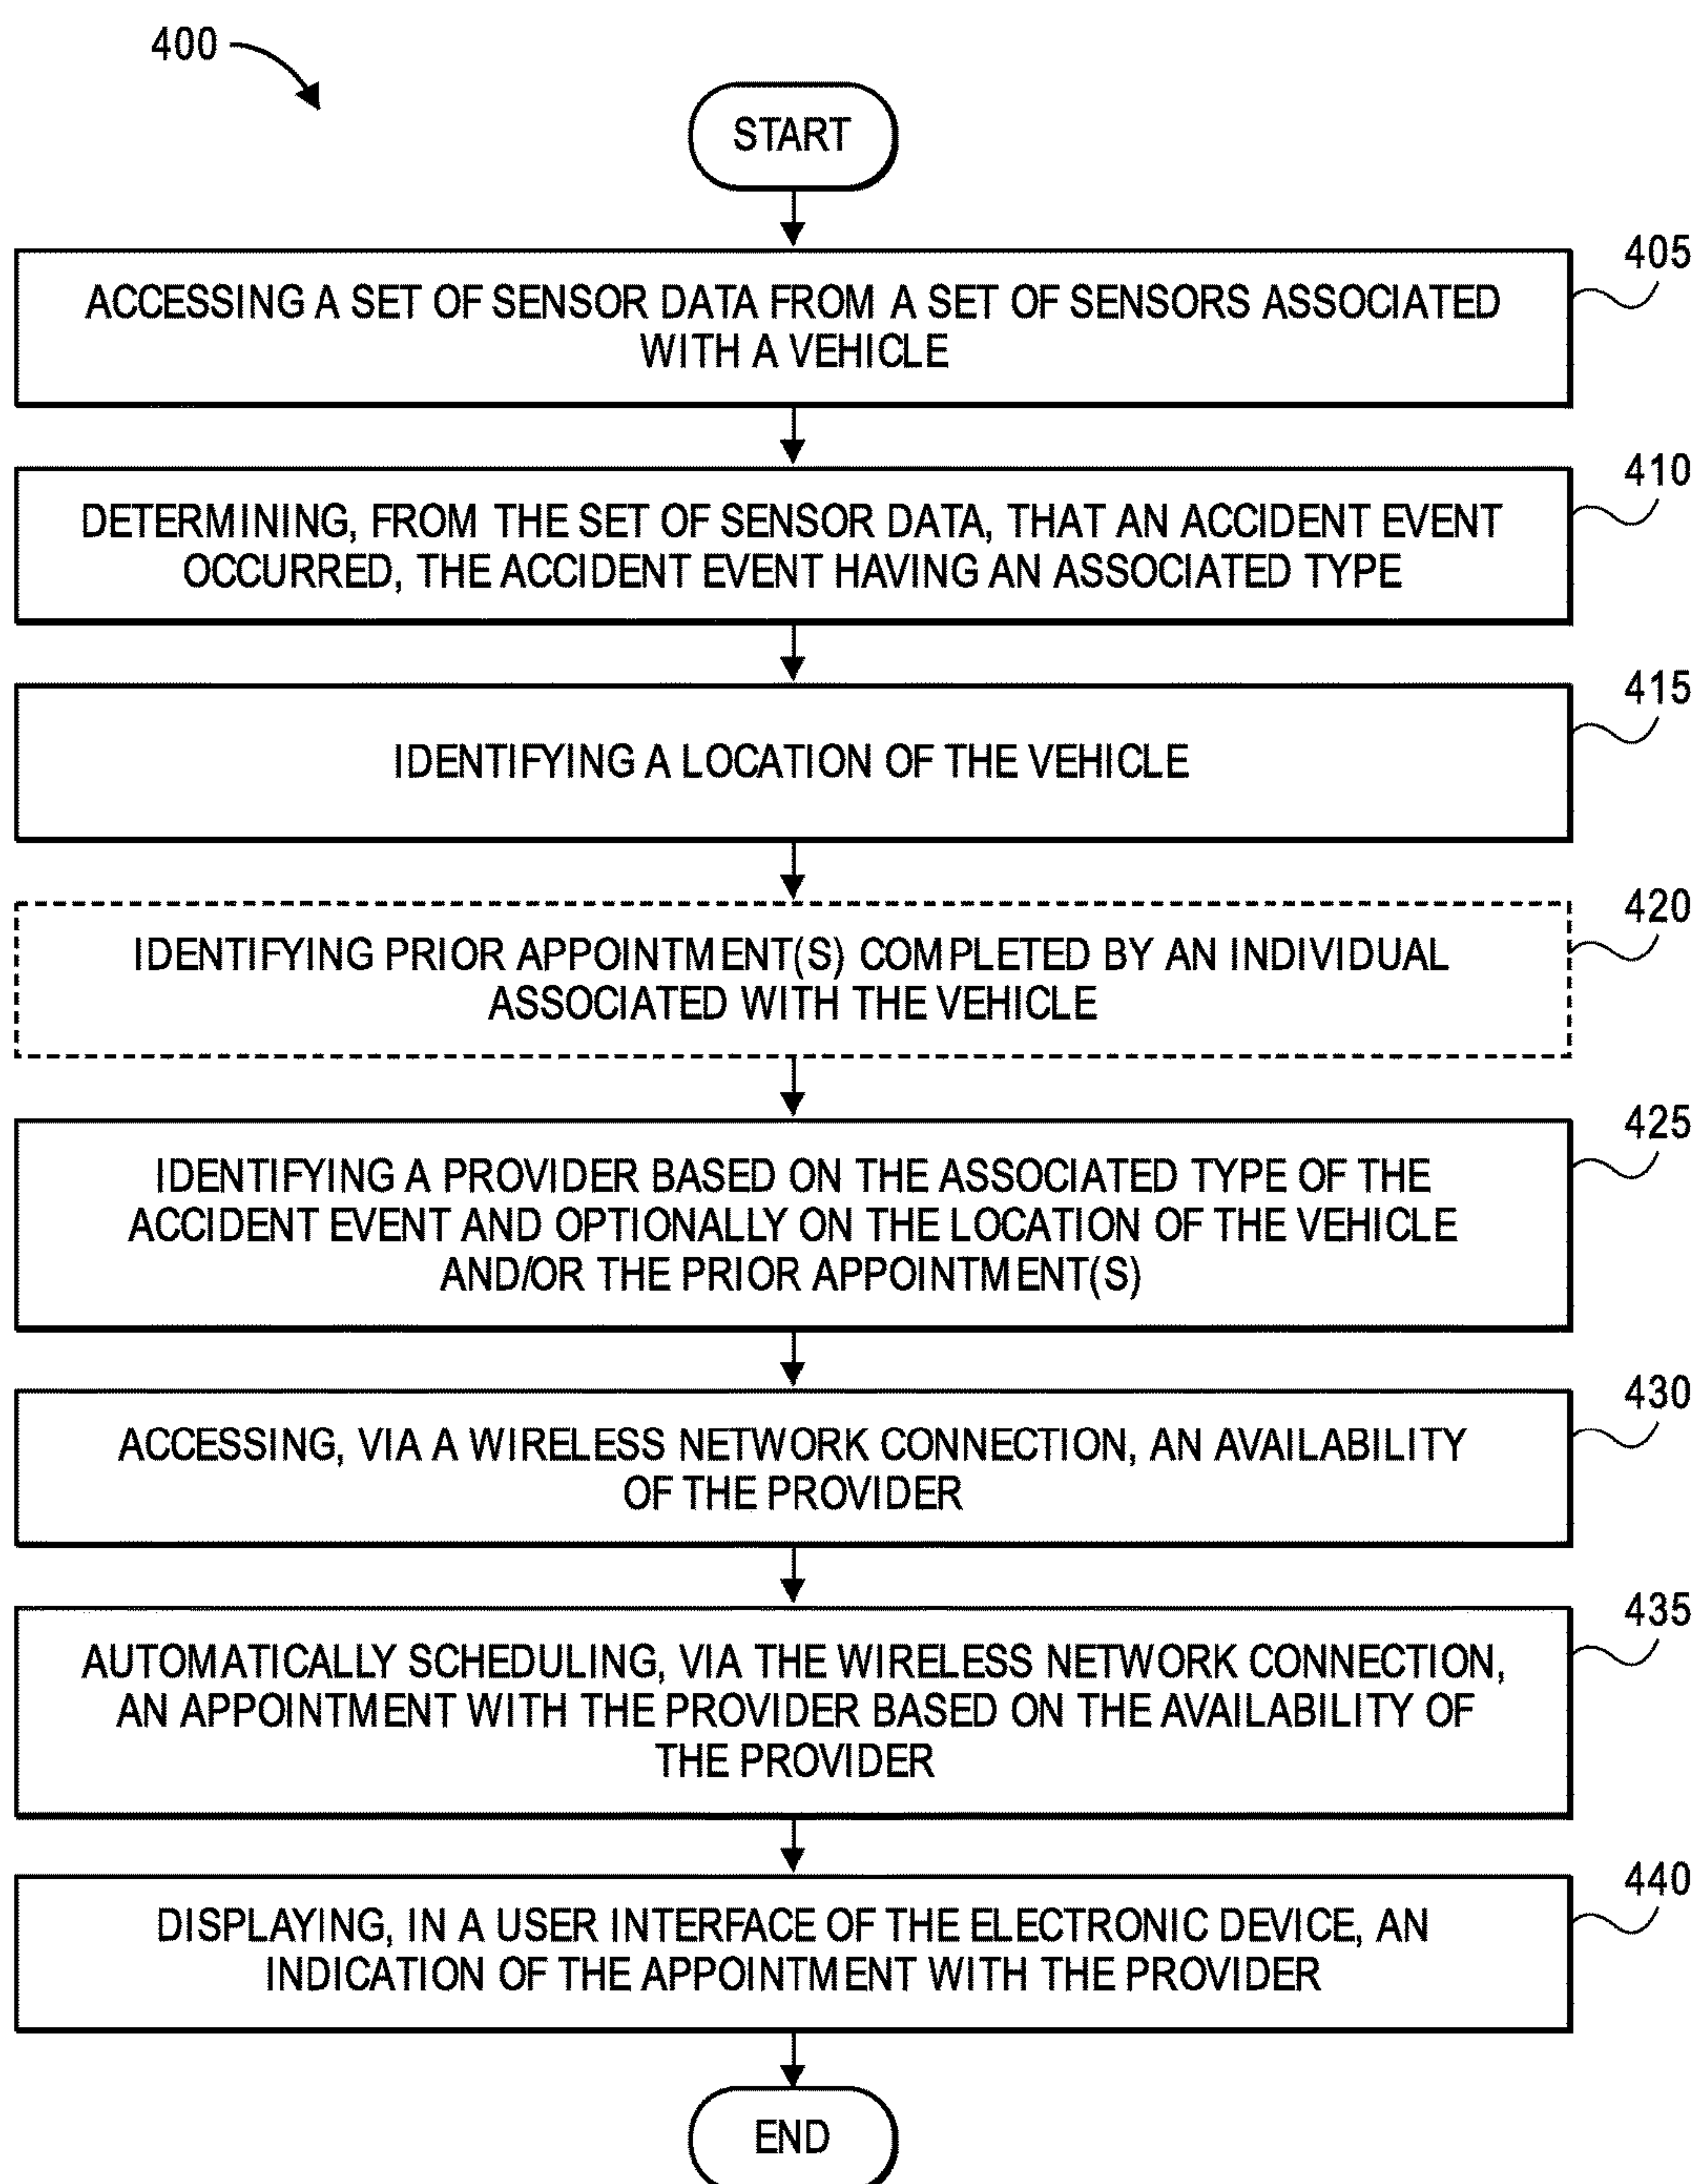 400
START
405
ACCESSING A SET OF SENSOR DATA FROM A SET OF SENSORS ASSOCIATED
WITH A VEHICLE
410
DETERMINING, FROM THE SET OF SENSOR DATA, THAT AN ACCIDENT EVENT
OCCURRED, THE ACCIDENT EVENT HAVING AN ASSOCIATED TYPE
415
IDENTIFYING A LOCATION OF THE VEHICLE
420
IDENTIFYING PRIOR APPOINTMENT(S) COMPLETED BY AN INDIVIDUAL
ASSOCIATED WITH THE VEHICLE
425
IDENTIFYING A PROVIDER BASED ON THE ASSOCIATED TYPE OF THE
ACCIDENT EVENT AND OPTIONALLY ON THE LOCATION OF THE VEHICLE
AND/OR THE PRIOR APPOINTMENT(S)
430
ACCESSING, VIA A WIRELESS NETWORK CONNECTION, AN AVAILABILITY
OF THE PROVIDER
435
AUTOMATICALLY SCHEDULING, VIA THE WIRELESS NETWORK CONNECTION,
AN APPOINTMENT WITH THE PROVIDER BASED ON THE AVAILABILITY OF
THE PROVIDER
440
DISPLAYING, IN A USER INTERFACE OF THE ELECTRONIC DEVICE, AN
INDICATION OF THE APPOINTMENT WITH THE PROVIDER
END